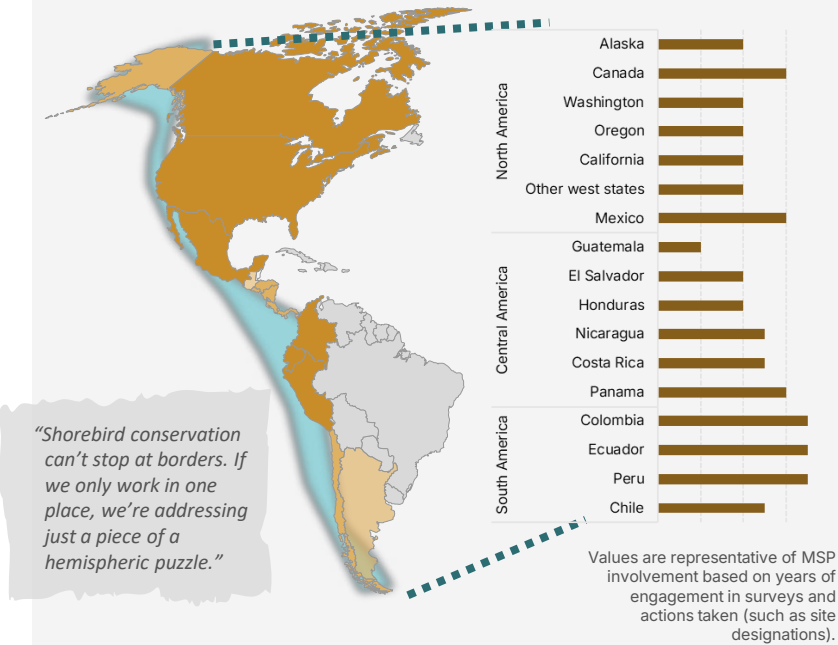 North America
Alaska
Canada
Washington
Oregon
California
Other west states
Mexico
Central America
Guatemala
El Salvador
Honduras
Nicaragua
Costa Rica
Panama
South America
Colombia
Ecuador
Peru
Chile
“Shorebird conservation
can’t stop at borders. If
we only work in one
place, we’re addressing
just a piece of a
hemispheric puzzle.”
Values are representative of MSP
involvement based on years of
engagement in surveys and
actions taken (such as site
designations).